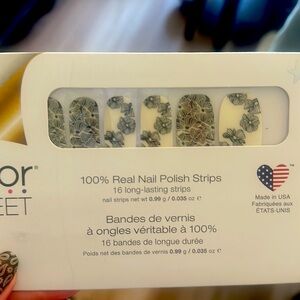 or®
EET
100% Real Nail Polish Strips
16 long-lasting strips
nail strips net wt 0.99 g / 0.035 oz ℮
Bandes de vernis
à ongles véritable à 100%
16 bandes de longue durée
Poids net des bandes de vernis 0.99 g / 0.035 oz ℮
™
Made in USA
Fabriquées aux
ÉTATS-UNIS